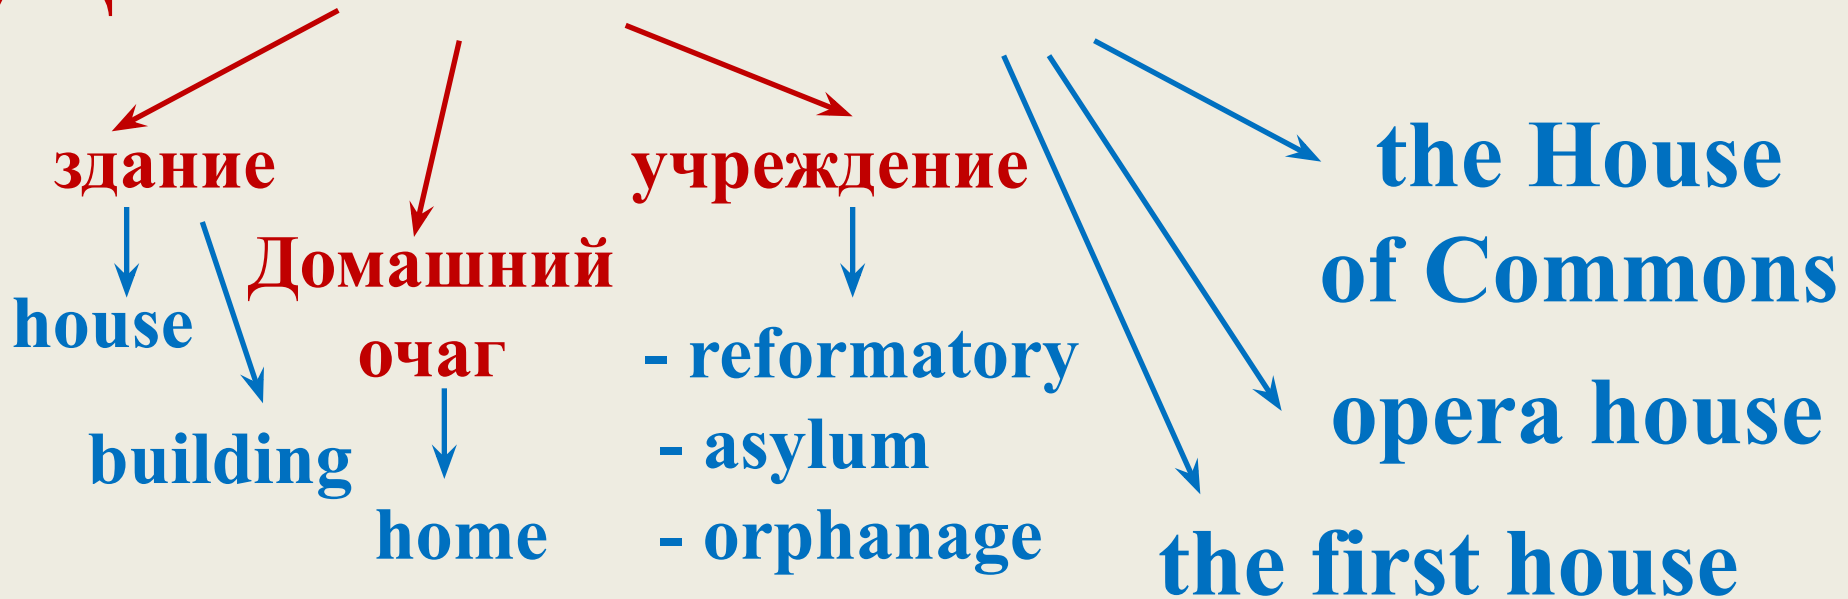 здание
Домашний
очаг
учреждение
house
building
home
- reformatory
- asylum
- orphanage
the House
of Commons
opera house
the first house